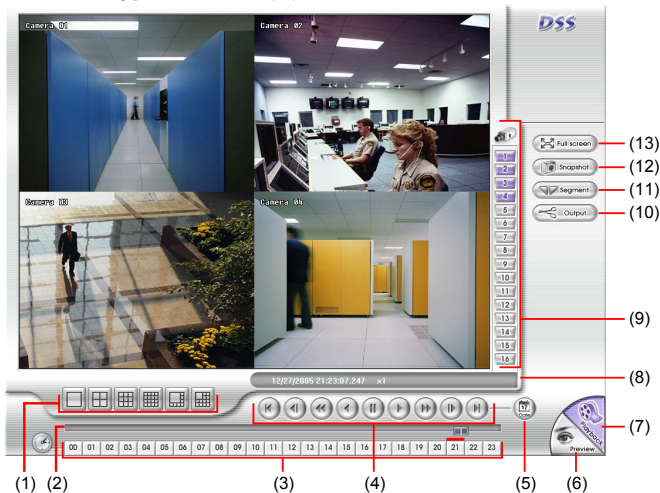 DSS
Camera 01
Camera 02
Camera 03
Camera 04
1
1
2
3
4
5
6
7
8
9
10
11
12
13
14
15
16
Full screen
(13)
Snapshot
(12)
Segment
(11)
Output
(10)
(9)
12/27/2005 21:23:07.247 ×1
(8)
Date
Playback
(7)
Preview
00 01 02 03 04 05 06 07 08 09 10 11 12 13 14 15 16 17 18 19 20 21 22 23
(1) (2) (3) (4) (5) (6)